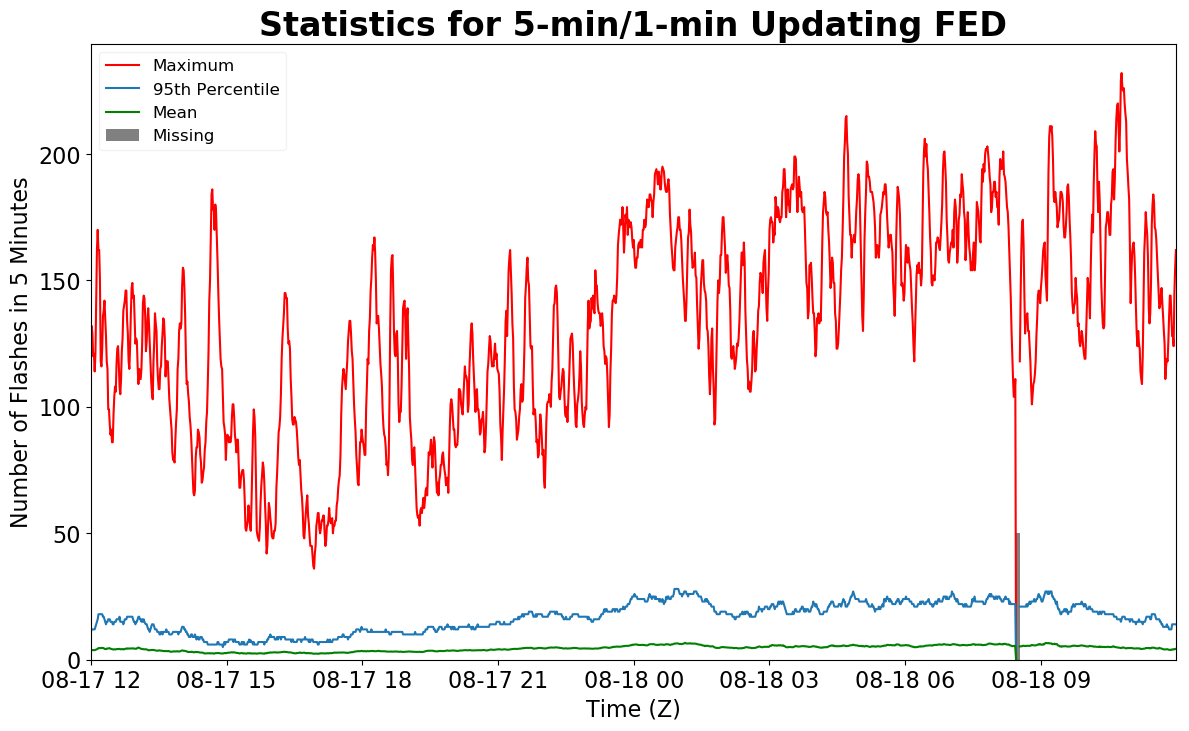 Statistics for 5-min/1-min Updating FED
Maximum
95th Percentile
Mean
Missing
Number of Flashes in 5 Minutes
200
150
100
50
0
08-17 12 08-17 15 08-17 18 08-17 21 08-18 00 08-18 03 08-18 06 08-18 09
Time (Z)